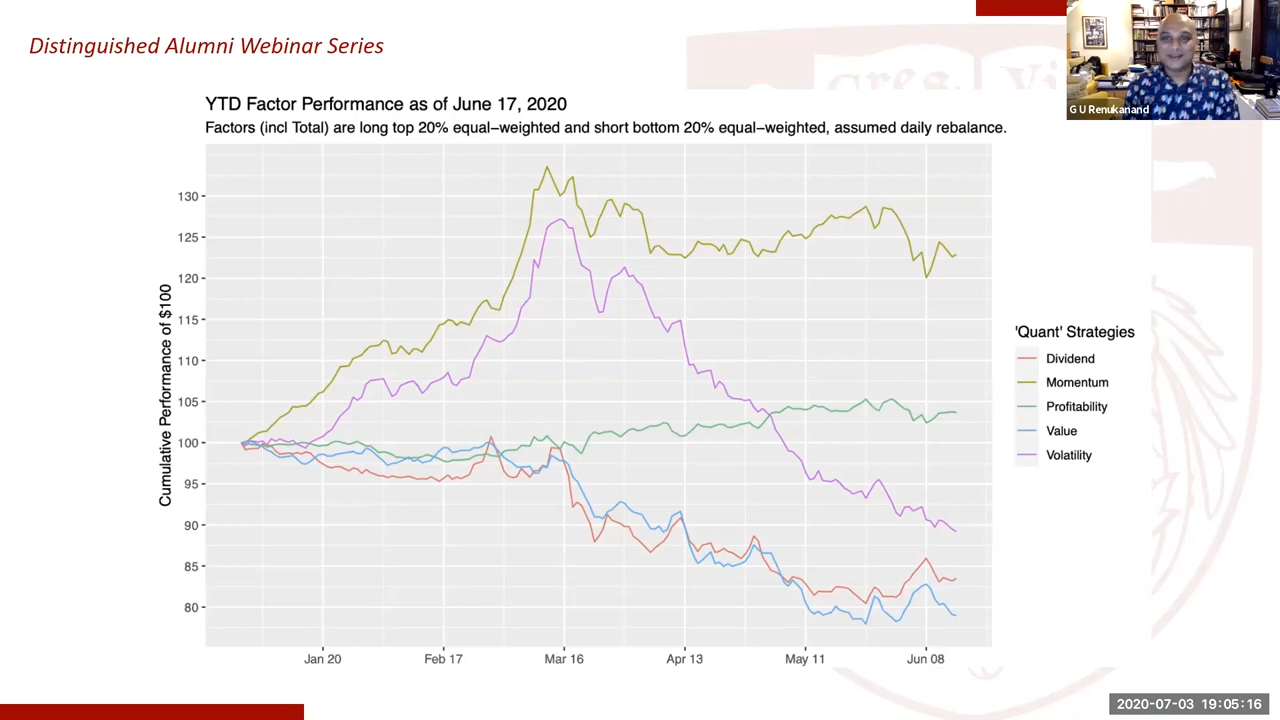 Distinguished Alumni Webinar Series
Cres, Vi
G U Renukanand
YTD Factor Performance as of June 17, 2020
Factors (incl Total) are long top 20% equal–weighted and short bottom 20% equal–weighted, assumed daily rebalance.
Cumulative Performance of $100
130
125
120
115
110
105
100
95
90
85
80
Jan 20
Feb 17
Mar 16
Apr 13
May 11
Jun 08
'Quant' Strategies
Dividend
Momentum
Profitability
Value
Volatility
2020-07-03 19:05:16